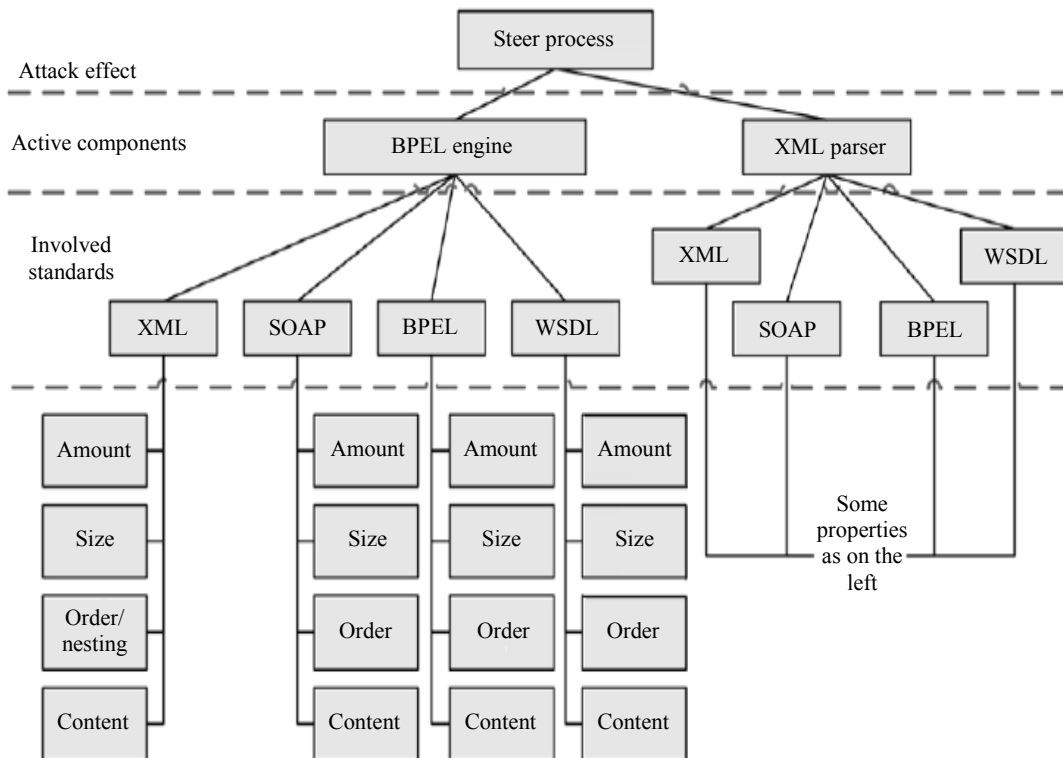 Steer process
Attack effect
Active components
BPEL engine
XML parser
Involved
standards
XML
WSDL
XML
SOAP
BPEL
WSDL
SOAP
BPEL
Amount
Amount
Amount
Amount
Size
Size
Size
Size
Some
properties
as on the
left
Order/
nesting
Order
Order
Order
Content
Content
Content
Content